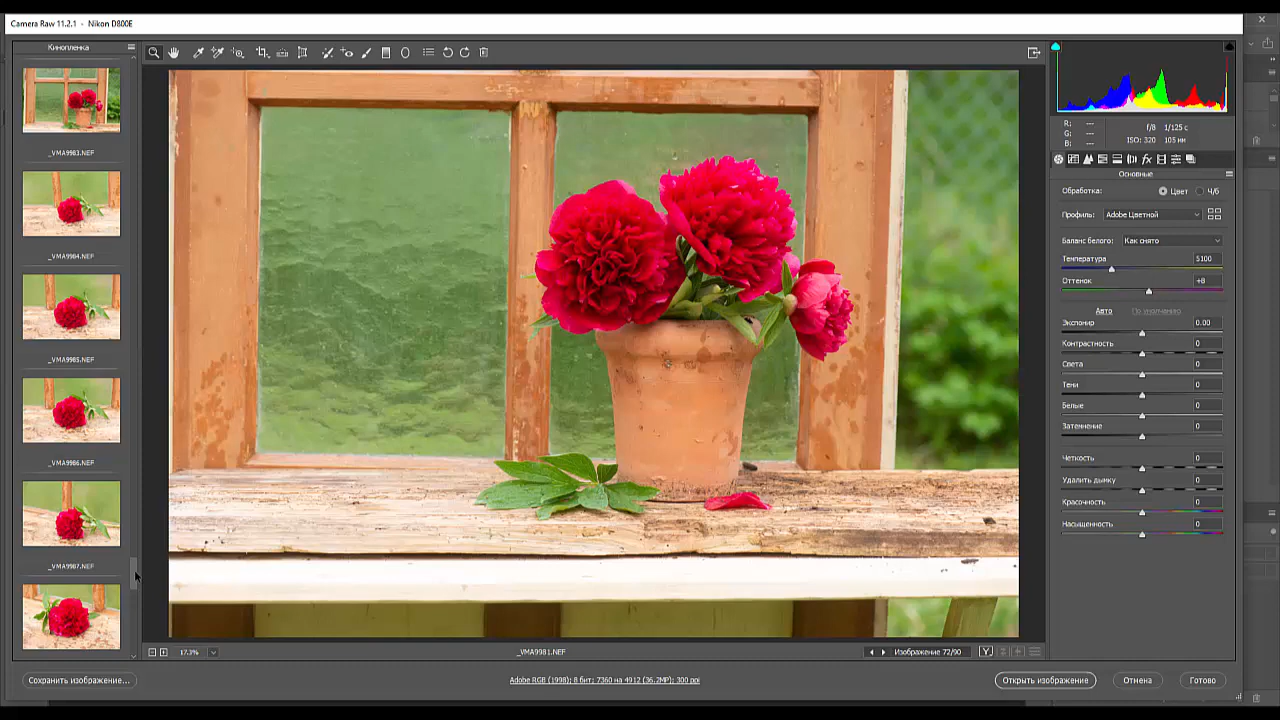 Camera Raw 11.2.1 - Nikon D800E
Кинопленка
_VMA9983.NEF
_VMA9984.NEF
_VMA9985.NEF
_VMA9986.NEF
_VMA9987.NEF
Сохранить изображение...
17.3%
_VMA9981.NEF
Изображение 72/90
Y
Adobe RGB (1998); 8 бит; 7360 на 4912 (36.2MP); 300 ppi
Открыть изображение
Отмена
Готово
R: ---
G: ---
B: ---
f/8 1/125 с
ISO: 320 105 мм
fx
Основные
Обработка: Цвет Ч/б
Профиль: Adobe Цветной
Баланс белого: Как снято
Температура 5100
Оттенок +8
Авто По умолчанию
Экспонир 0.00
Контрастность 0
Света 0
Тени 0
Белые 0
Затемнение 0
Четкость 0
Удалить дымку 0
Красочность 0
Насыщенность 0